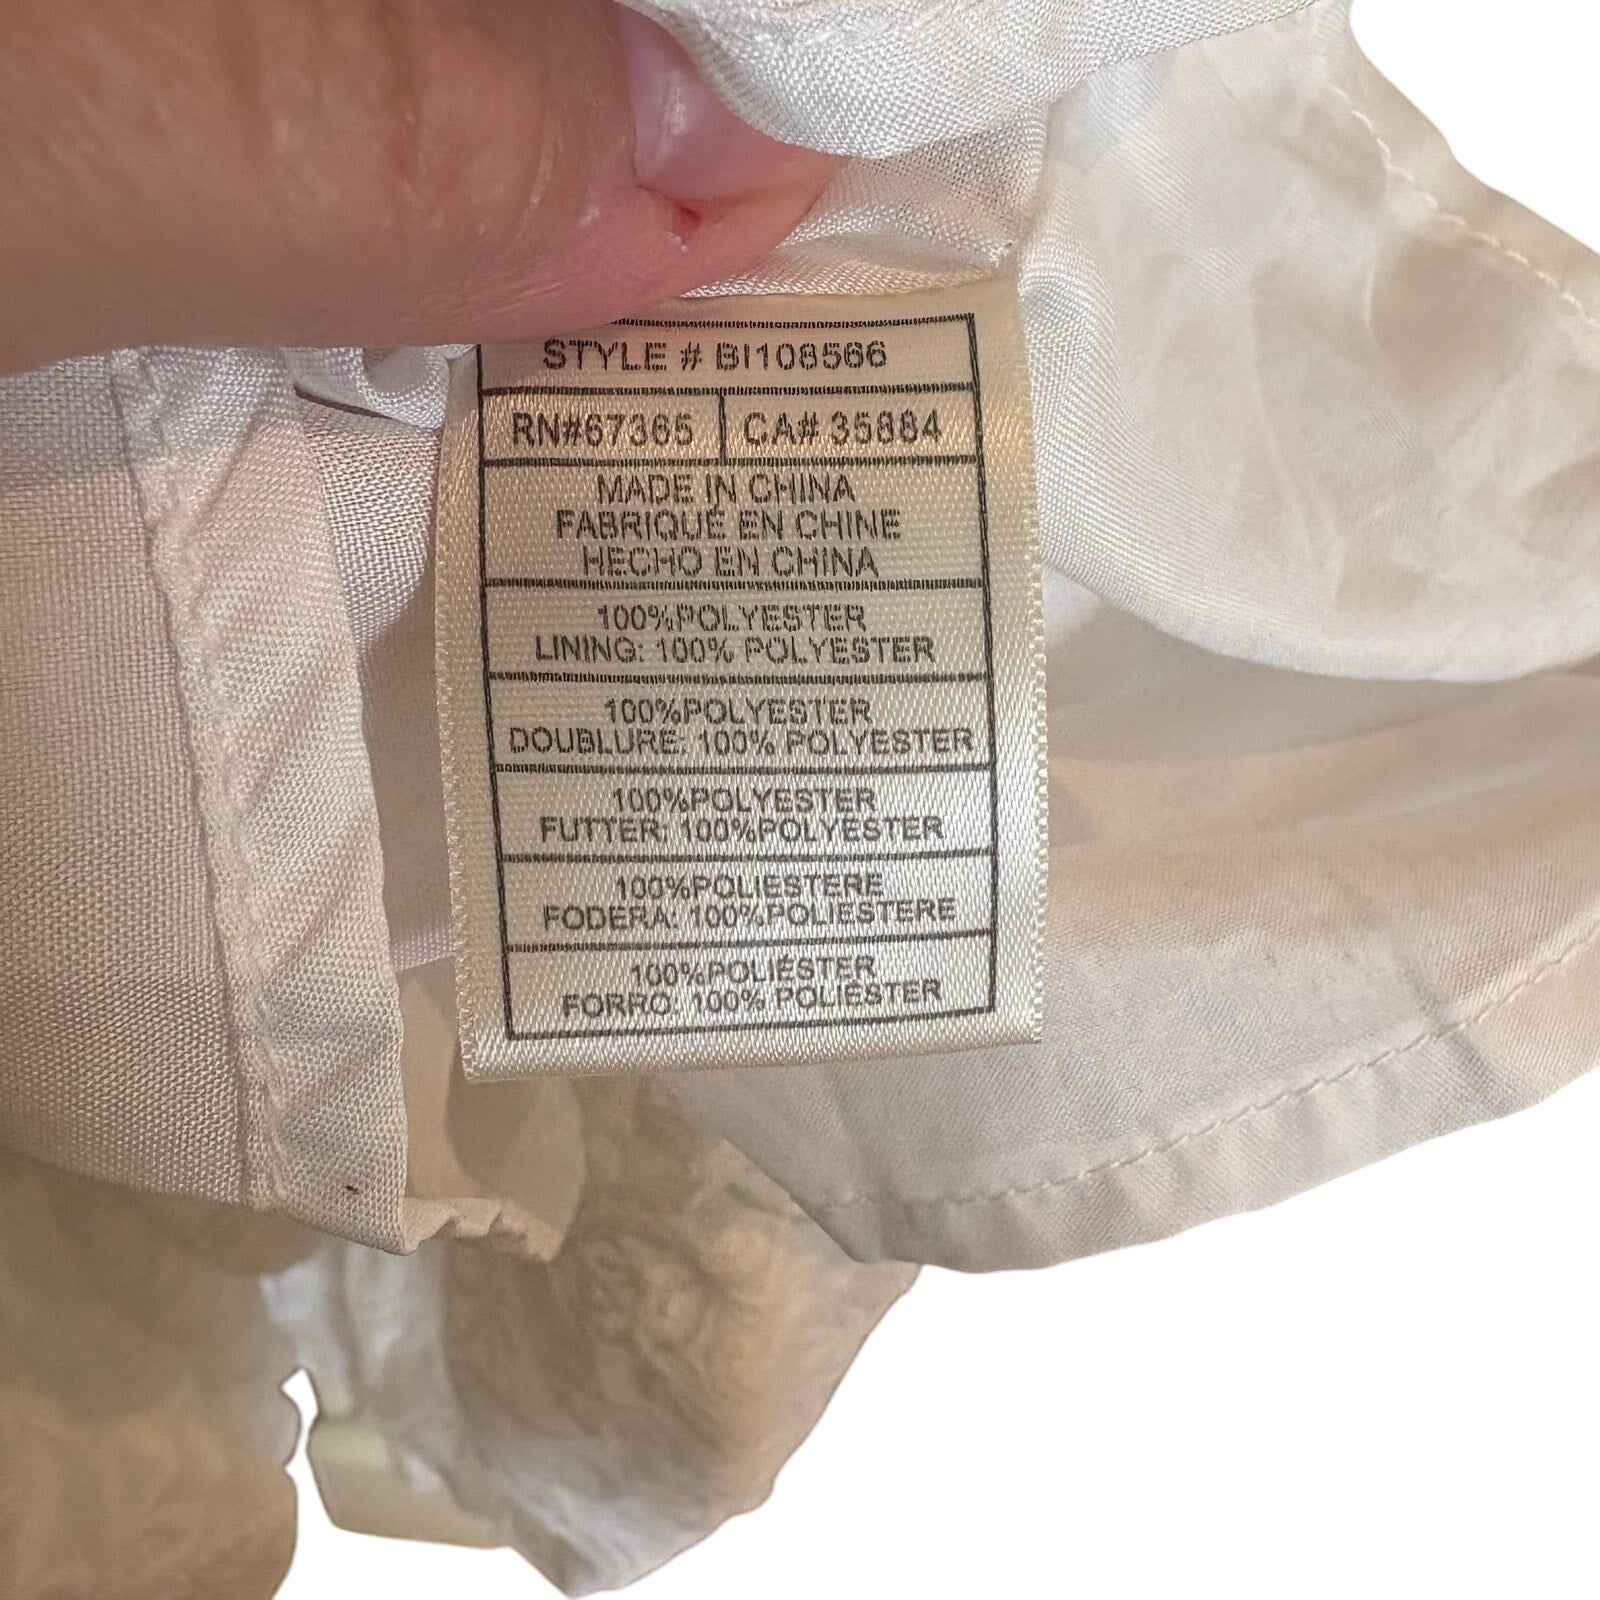 STYLE # BI108566
RN#67365 CA# 35884
MADE IN CHINA
FABRIQUÉ EN CHINE
HECHO EN CHINA
100%POLYESTER
LINING: 100% POLYESTER
100%POLYESTER
DOUBLURE: 100% POLYESTER
100%POLYESTER
FUTTER: 100%POLYESTER
100%POLIESTERE
FODERA: 100%POLIESTERE
100%POLIÉSTER
FORRO: 100% POLIÉSTER